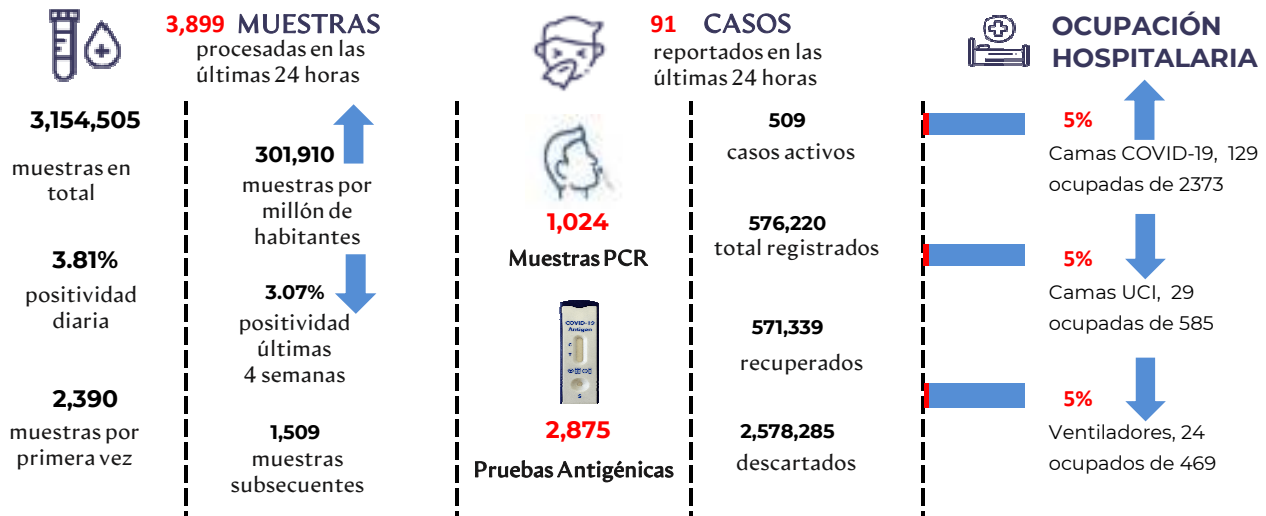 3,899 MUESTRAS
procesadas en las
últimas 24 horas
3,154,505
muestras en
total
3.81%
positividad
diaria
2,390
muestras por
primera vez
301,910
muestras por
millón de
habitantes
3.07%
positividad
últimas
4 semanas
1,509
muestras
subsecuentes
91 CASOS
reportados en las
últimas 24 horas
1,024
Muestras PCR
COVID-19
Antigen
C
T
S
2,875
Pruebas Antigénicas
509
casos activos
576,220
total registrados
571,339
recuperados
2,578,285
descartados
OCUPACIÓN
HOSPITALARIA
5%
Camas COVID-19, 129
ocupadas de 2373
5%
Camas UCI, 29
ocupadas de 585
5%
Ventiladores, 24
ocupados de 469